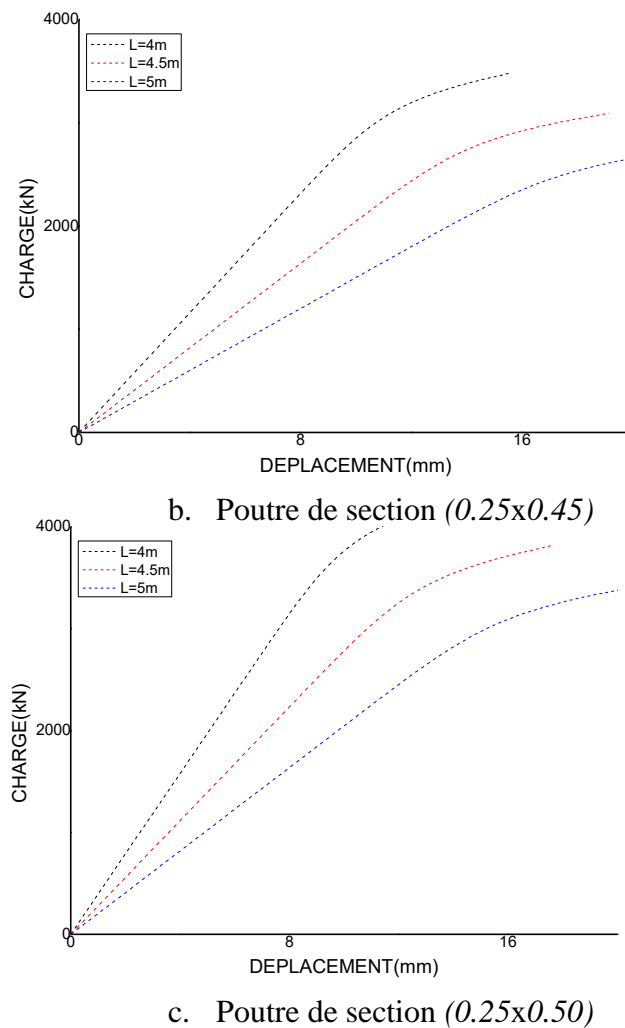 4000
L=4m
L=4.5m
L=5m
CHARGE(kN)
2000
0
0 8 16
DEPLACEMENT(mm)
b. Poutre de section (0.25x0.45)
4000
L=4m
L=4.5m
L=5m
CHARGE(kN)
2000
0
0 8 16
DEPLACEMENT(mm)
c. Poutre de section (0.25x0.50)